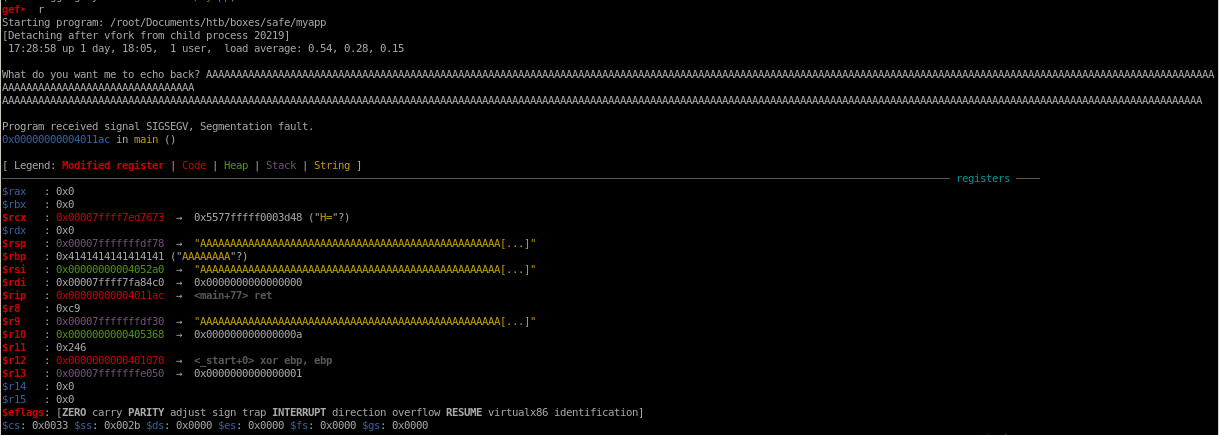 gef➤  r
Starting program: /root/Documents/htb/boxes/safe/myapp
[Detaching after vfork from child process 20219]
 17:28:58 up 1 day, 18:05,  1 user,  load average: 0.54, 0.28, 0.15
What do you want me to echo back? AAAAAAAAAAAAAAAAAAAAAAAAAAAAAAAAAAAAAAAAAAAAAAAAAAAAAAAAAAAAAAAAAAAAAAAAAAAAAAAAAAAAAAAAAAAAAAAAAAAAAAAAAAAAAAAAAAAAAAAAAAAAAAAAAAAAAAAAAAAAAAAAAAAAAAAAAAAAAAAAAAAAAAAA
AAAAAAAAAAAAAAAAAAAAAAAAAAAAAAAA
AAAAAAAAAAAAAAAAAAAAAAAAAAAAAAAAAAAAAAAAAAAAAAAAAAAAAAAAAAAAAAAAAAAAAAAAAAAAAAAAAAAAAAAAAAAAAAAAAAAAAAAAAAAAAAAAAAAAAAAAAAAAAAAAAAAAAAAAAAAAAAAAAAAAAAAAAAAAAAAAAAAAAAAAAAAAAAAAAAAAAAAAAAAAAAAAAAAAAAAA
Program received signal SIGSEGV, Segmentation fault.
0x00000000004011ac in main ()
[ Legend: Modified register | Code | Heap | Stack | String ]
registers
$rax   : 0x0
$rbx   : 0x0
$rcx   : 0x00007ffff7ed7673  →  0x5577fffff0003d48 ("H="?)
$rdx   : 0x0
$rsp   : 0x00007fffffffdf78  →  "AAAAAAAAAAAAAAAAAAAAAAAAAAAAAAAAAAAAAAAAAAAAAAAAAA[...]"
$rbp   : 0x4141414141414141 ("AAAAAAAA"?)
$rsi   : 0x00000000004052a0  →  "AAAAAAAAAAAAAAAAAAAAAAAAAAAAAAAAAAAAAAAAAAAAAAAAAA[...]"
$rdi   : 0x00007ffff7fa84c0  →  0x0000000000000000
$rip   : 0x00000000004011ac  →  <main+77> ret
$r8    : 0xc9
$r9    : 0x00007fffffffdf30  →  "AAAAAAAAAAAAAAAAAAAAAAAAAAAAAAAAAAAAAAAAAAAAAAAAAA[...]"
$r10   : 0x0000000000405368  →  0x000000000000000a
$r11   : 0x246
$r12   : 0x0000000000401070  →  <_start+0> xor ebp, ebp
$r13   : 0x00007fffffffe050  →  0x0000000000000001
$r14   : 0x0
$r15   : 0x0
$eflags: [ZERO carry PARITY adjust sign trap INTERRUPT direction overflow RESUME virtualx86 identification]
$cs: 0x0033 $ss: 0x002b $ds: 0x0000 $es: 0x0000 $fs: 0x0000 $gs: 0x0000